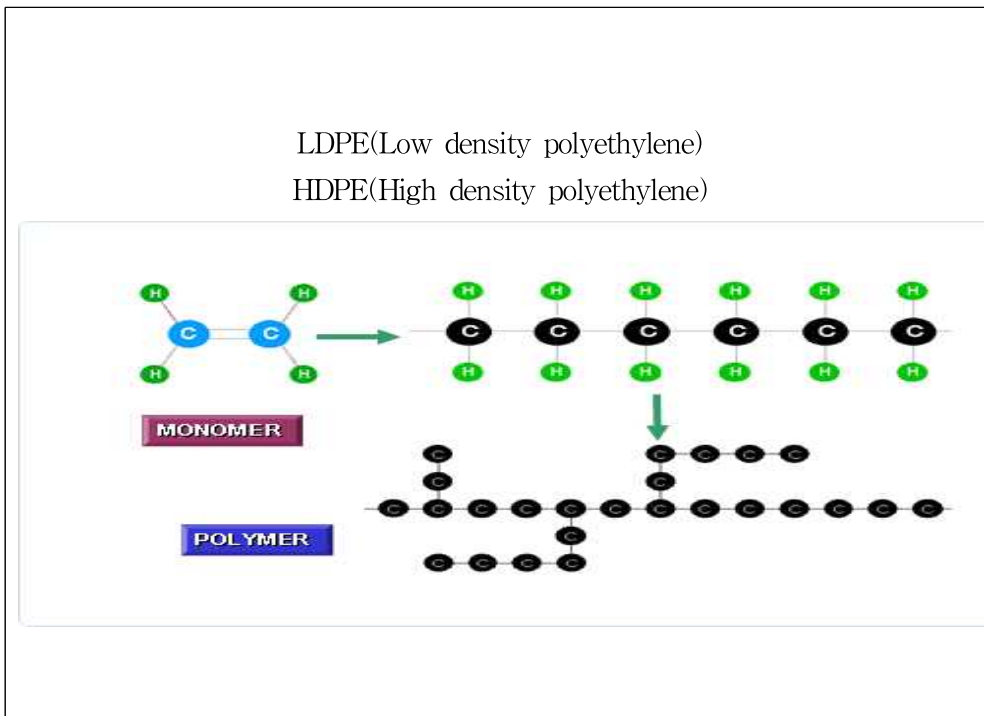 LDPE(Low density polyethylene)
HDPE(High density polyethylene)
H H H H H H H H
C C C C C C C C
H H H H H H H H
MONOMER
C C C C C
C C
C C C C C C C C C C C C C
POLYMER C
C C C C